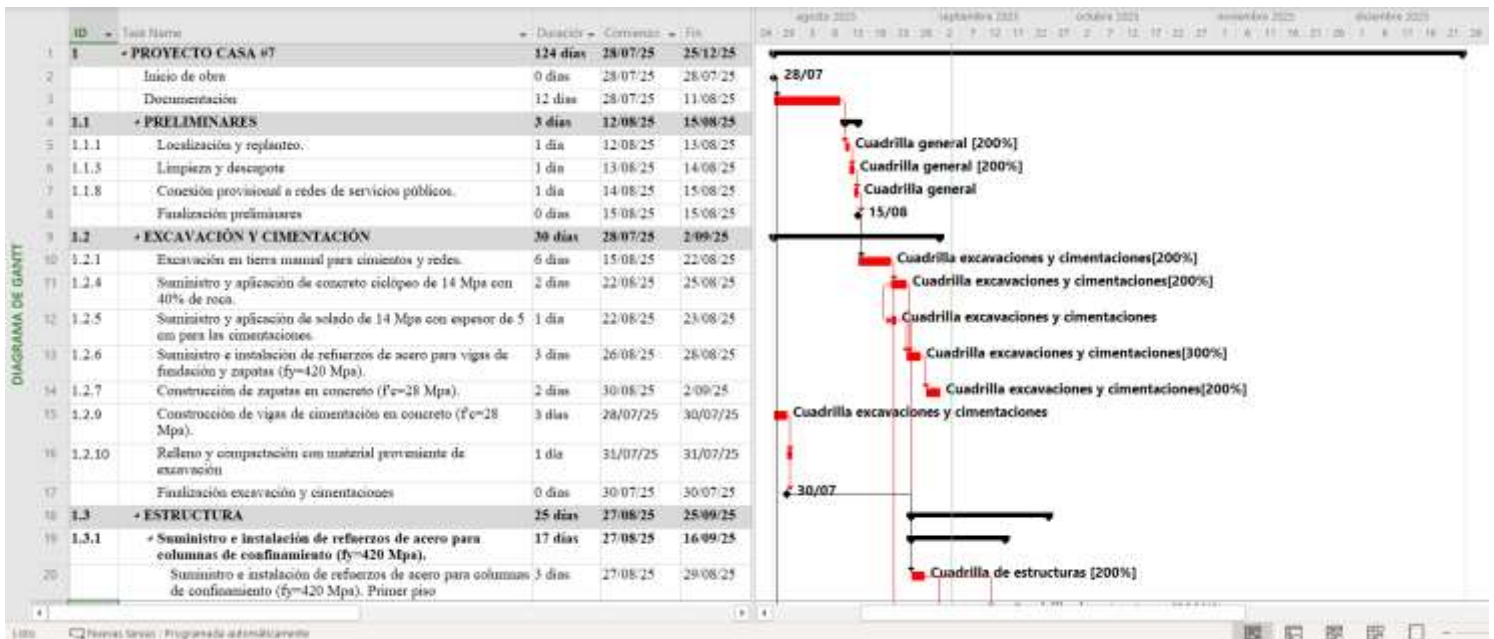 agosto 2025 septiembre 2025 octubre 2025 noviembre 2025 diciembre 2025
ID Task Name Duración Comienzo Fin
1 1 PROYECTO CASA #7 124 días 28/07/25 25/12/25
2 Inicio de obra 0 días 28/07/25 28/07/25 28/07
3 Documentación 12 días 28/07/25 11/08/25
4 1.1 PRELIMINARES 3 días 12/08/25 15/08/25
5 1.1.1 Localización y replanteo. 1 día 12/08/25 13/08/25 Cuadrilla general [200%]
6 1.1.3 Limpieza y descapote 1 día 13/08/25 14/08/25 Cuadrilla general [200%]
7 1.1.8 Conexión provisional a redes de servicios públicos. 1 día 14/08/25 15/08/25 Cuadrilla general
8 Finalización preliminares 0 días 15/08/25 15/08/25 15/08
9 1.2 EXCAVACIÓN Y CIMENTACIÓN 30 días 28/07/25 2/09/25
10 1.2.1 Excavación en tierra manual para cimientos y redes. 6 días 15/08/25 22/08/25 Cuadrilla excavaciones y cimentaciones[200%]
11 1.2.4 Suministro y aplicación de concreto ciclópeo de 14 Mpa con 2 días 22/08/25 25/08/25 Cuadrilla excavaciones y cimentaciones[200%]
40% de roca.
12 1.2.5 Suministro y aplicación de solado de 14 Mpa con espesor de 5 1 día 22/08/25 23/08/25 Cuadrilla excavaciones y cimentaciones
cm para las cimentaciones.
13 1.2.6 Suministro e instalación de refuerzos de acero para vigas de 3 días 26/08/25 28/08/25 Cuadrilla excavaciones y cimentaciones[300%]
fundación y zapatas (fy=420 Mpa).
14 1.2.7 Construcción de zapatas en concreto (f'c=28 Mpa). 2 días 30/08/25 2/09/25 Cuadrilla excavaciones y cimentaciones[200%]
15 1.2.9 Construcción de vigas de cimentación en concreto (f'c=28 3 días 28/07/25 30/07/25 Cuadrilla excavaciones y cimentaciones
Mpa).
16 1.2.10 Relleno y compactación con material proveniente de 1 día 31/07/25 31/07/25
excavación
17 Finalización excavación y cimentaciones 0 días 30/07/25 30/07/25 30/07
18 1.3 ESTRUCTURA 25 días 27/08/25 25/09/25
19 1.3.1 Suministro e instalación de refuerzos de acero para 17 días 27/08/25 16/09/25
columnas de confinamiento (fy=420 Mpa).
20 Suministro e instalación de refuerzos de acero para columnas 3 días 27/08/25 29/08/25 Cuadrilla de estructuras [200%]
de confinamiento (fy=420 Mpa). Primer piso
DIAGRAMA DE GANTT
Nuevas tareas : Programada automáticamente